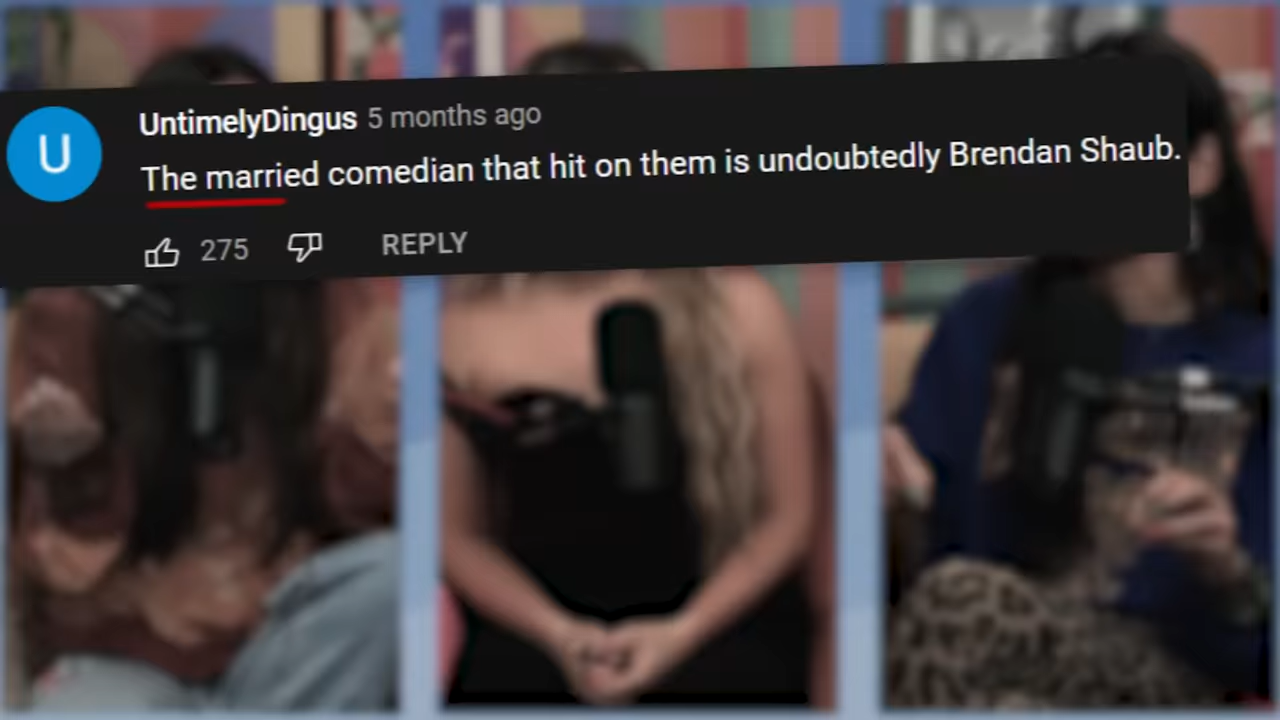 U
UntimelyDingus 5 months ago
The married comedian that hit on them is undoubtedly Brendan Shaub.
275 REPLY